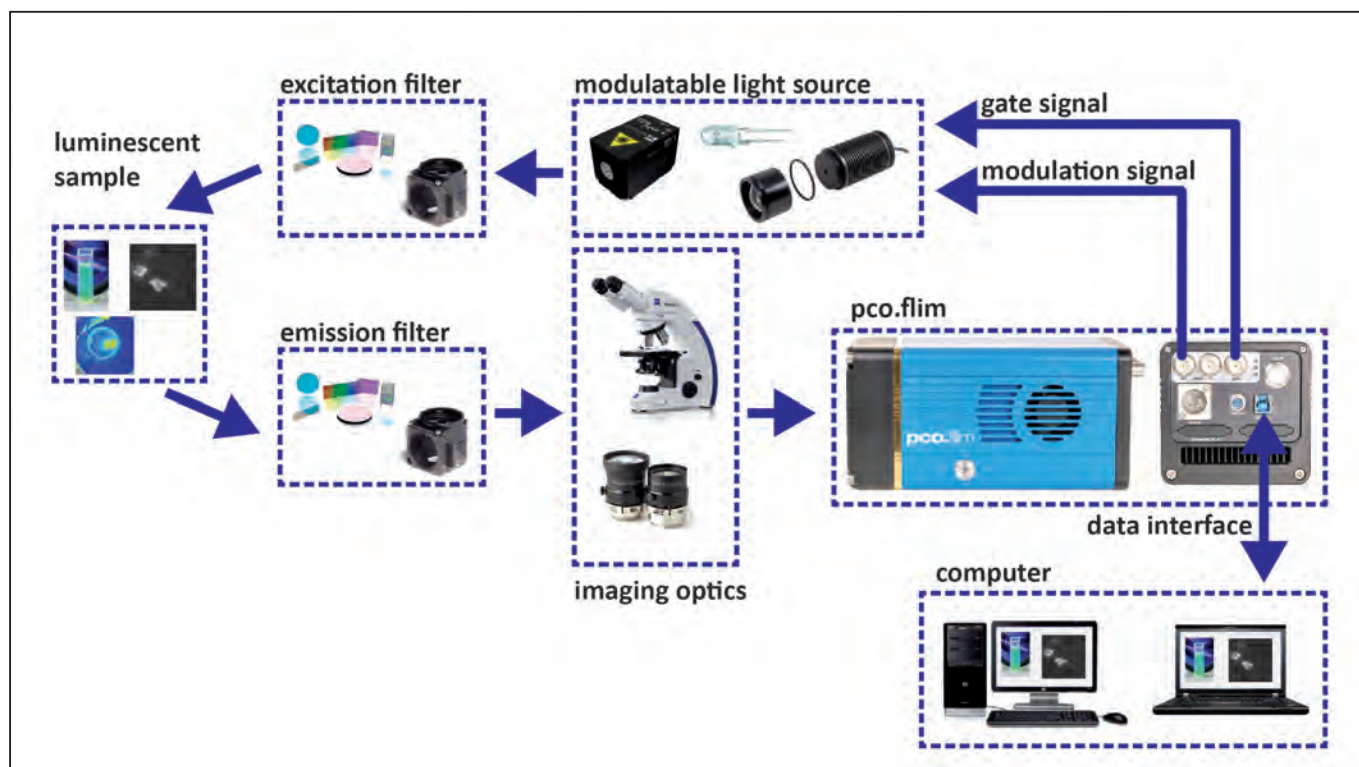 excitation filter
modulatable light source
gate signal
luminescent
sample
modulation signal
emission filter
pco.flim
pco.flim
data interface
imaging optics
computer